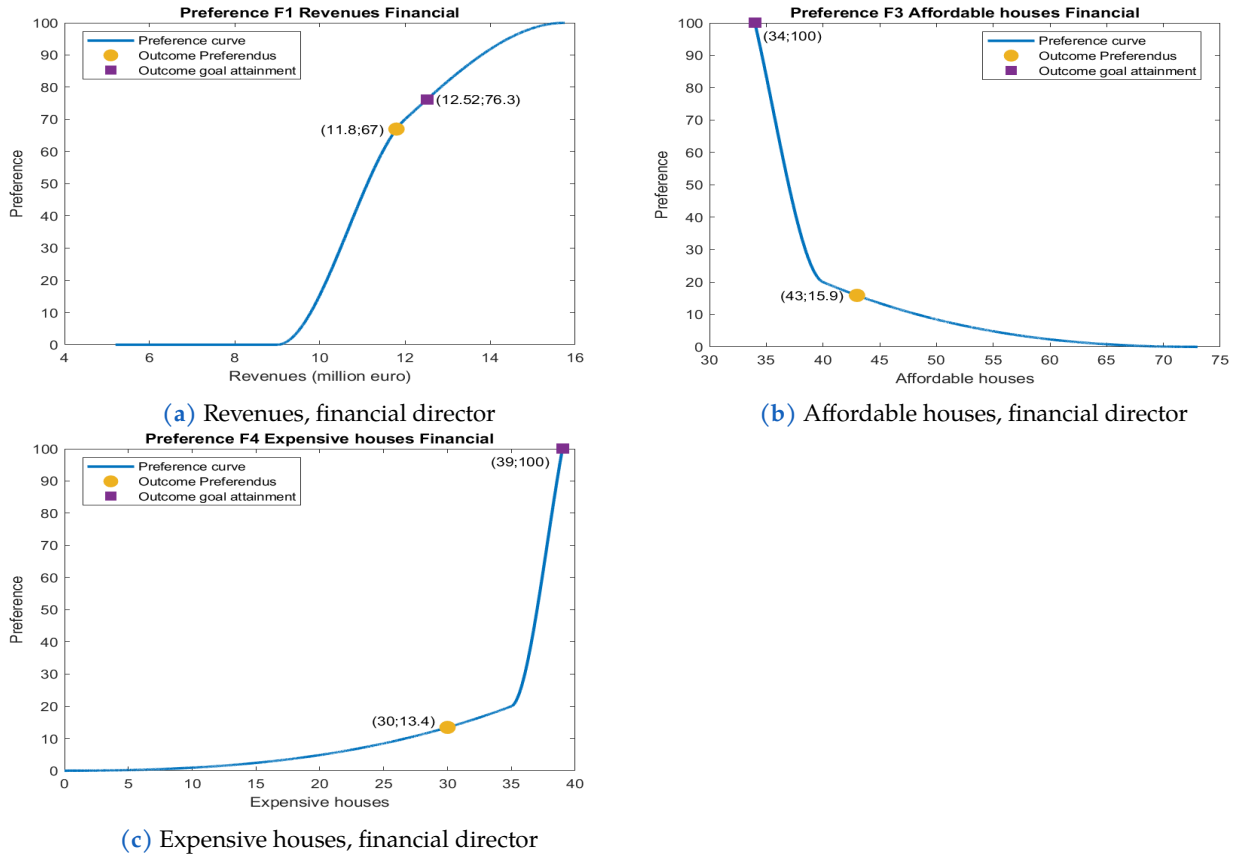 Preference F1 Revenues Financial
100
90
80
70
60
50
40
30
20
10
0
Preference
Preference curve
Outcome Preferendus
Outcome goal attainment
(12.52;76.3)
(11.8;67)
4 6 8 10 12 14 16
Revenues (million euro)
(a) Revenues, financial director
Preference F3 Affordable houses Financial
100
90
80
70
60
50
40
30
20
10
0
Preference
Preference curve
Outcome Preferendus
Outcome goal attainment
(34;100)
(43;15.9)
30 35 40 45 50 55 60 65 70 75
Affordable houses
(b) Affordable houses, financial director
Preference F4 Expensive houses Financial
100
90
80
70
60
50
40
30
20
10
0
Preference
Preference curve
Outcome Preferendus
Outcome goal attainment
(39;100)
(30;13.4)
0 5 10 15 20 25 30 35 40
Expensive houses
(c) Expensive houses, financial director